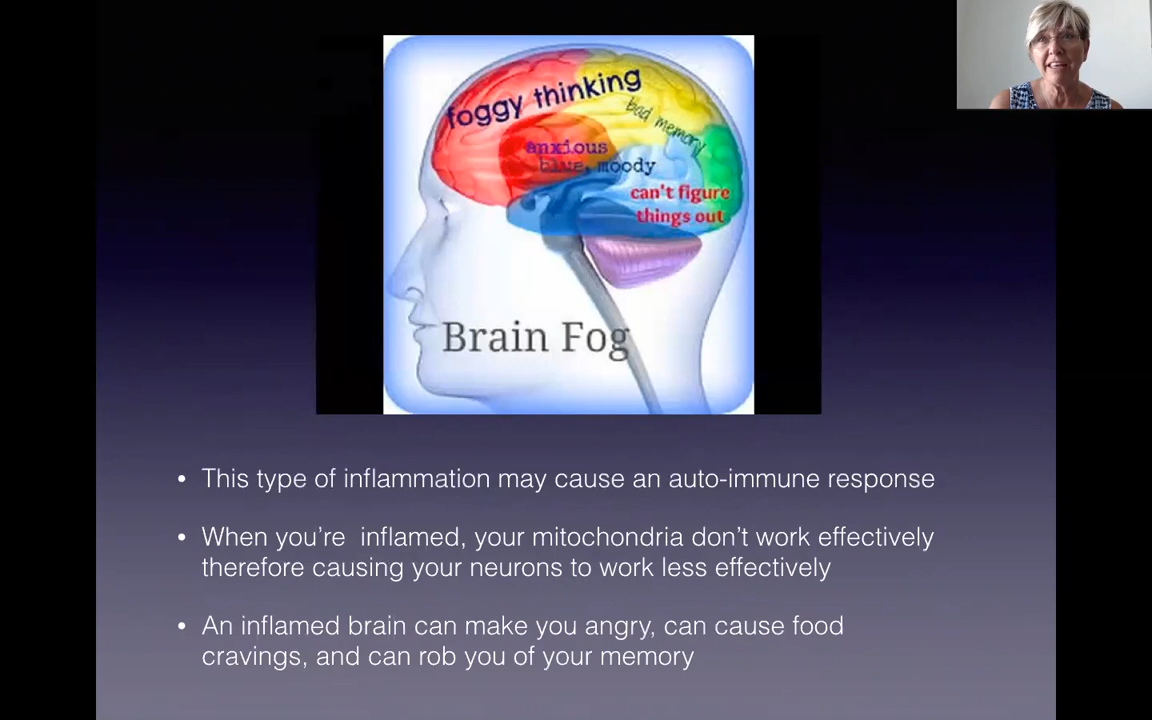 foggy thinking
bad memory
anxious
blue, moody
can't figure
things out
Brain Fog
• This type of inflammation may cause an auto-immune response
• When you're inflamed, your mitochondria don't work effectively
therefore causing your neurons to work less effectively
• An inflamed brain can make you angry, can cause food
cravings, and can rob you of your memory